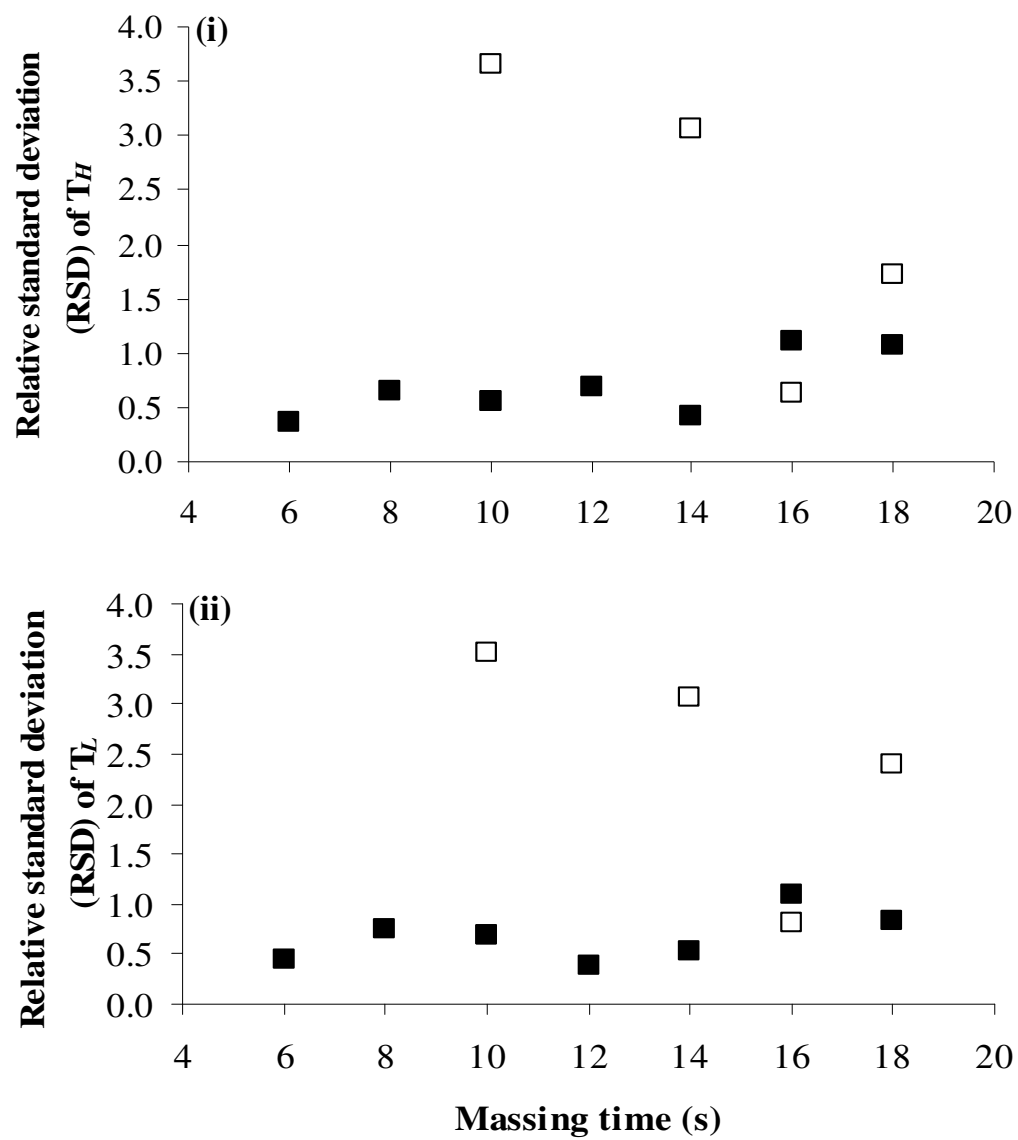 (i)
Relative standard deviation
(RSD) of TH
4.0
3.5
3.0
2.5
2.0
1.5
1.0
0.5
0.0
4 6 8 10 12 14 16 18 20
(ii)
Relative standard deviation
(RSD) of TL
4.0
3.5
3.0
2.5
2.0
1.5
1.0
0.5
0.0
4 6 8 10 12 14 16 18 20
Massing time (s)